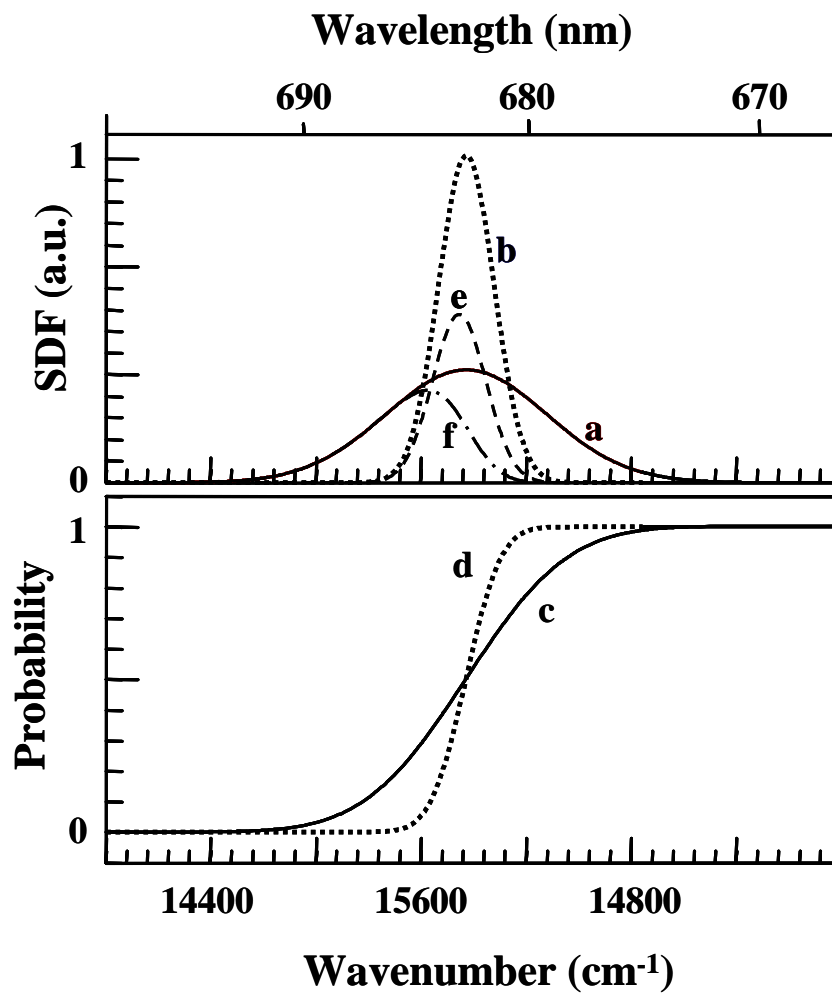 Wavelength (nm)
690 680 670
1
SDF (a.u.)
b
e
a
f
0
1
Probability
d
c
0
14400 15600 14800
Wavenumber (cm-1)